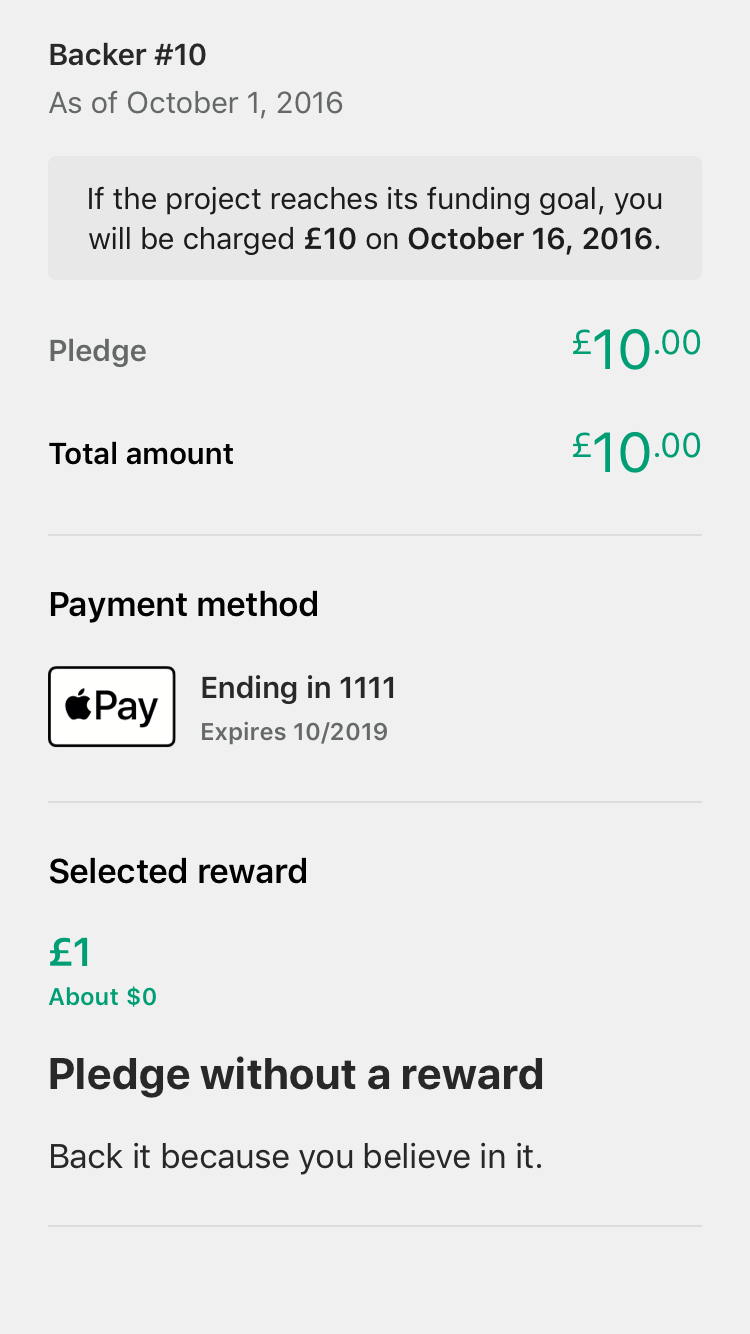 Backer #10
As of October 1, 2016
If the project reaches its funding goal, you
will be charged £10 on October 16, 2016.
Pledge £10.00
Total amount £10.00
Payment method
Pay Ending in 1111
Expires 10/2019
Selected reward
£1
About $0
Pledge without a reward
Back it because you believe in it.